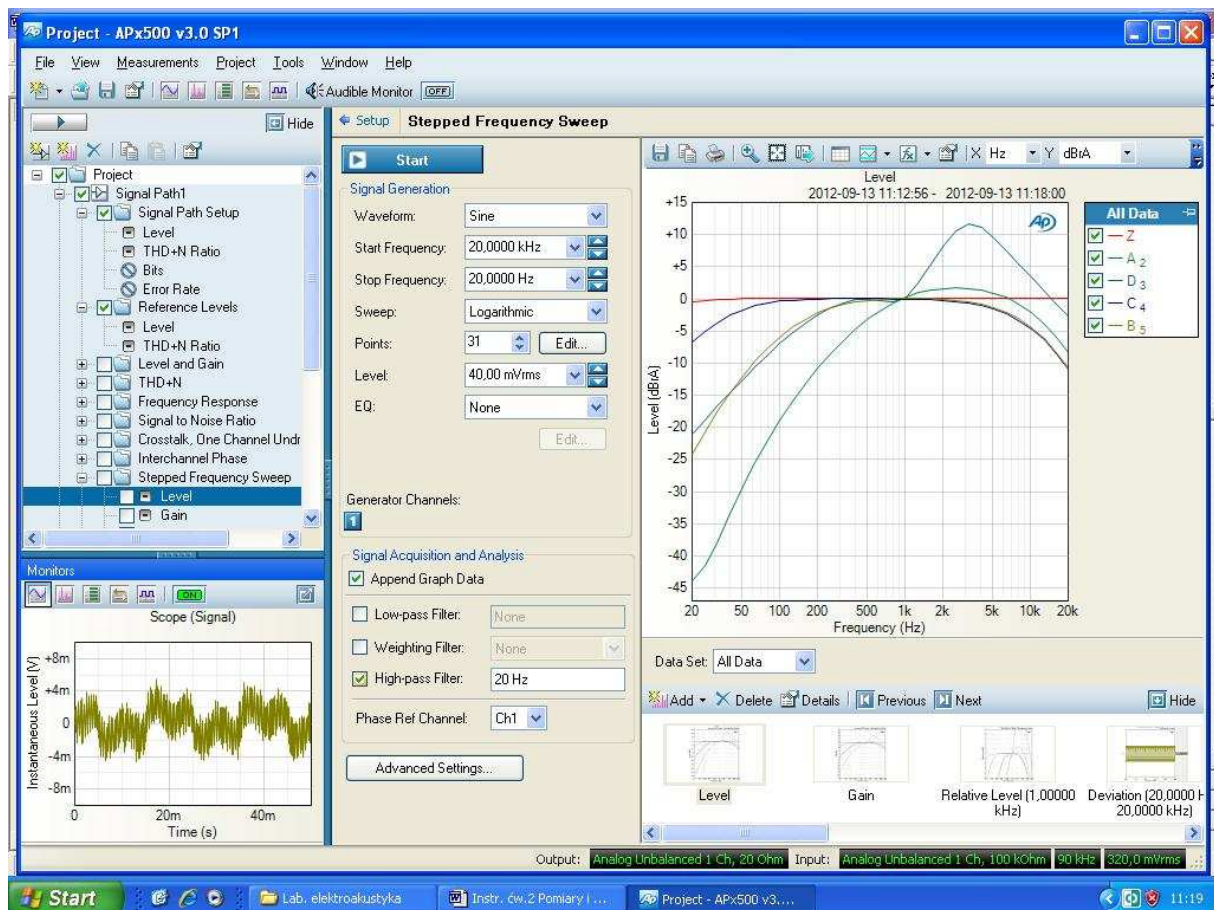 Project - APx500 v3.0 SP1
File View Measurements Project Tools Window Help
Audible Monitor OFF
Hide
Project
Signal Path1
Signal Path Setup
Level
THD+N Ratio
Bits
Error Rate
Reference Levels
Level
THD+N Ratio
Level and Gain
THD+N
Frequency Response
Signal to Noise Ratio
Crosstalk, One Channel Undr
Interchannel Phase
Stepped Frequency Sweep
Level
Gain
Monitors
ON
Scope (Signal)
Instantaneous Level (V)
+8m
+4m
0
-4m
-8m
0 20m 40m
Time (s)
Setup Stepped Frequency Sweep
Start
Signal Generation
Waveform: Sine
Start Frequency: 20,0000 kHz
Stop Frequency: 20,0000 Hz
Sweep: Logarithmic
Points: 31 Edit...
Level: 40,00 mVrms
EQ: None
Edit...
Generator Channels:
1
Signal Acquisition and Analysis
Append Graph Data
Low-pass Filter: None
Weighting Filter: None
High-pass Filter: 20 Hz
Phase Ref Channel: Ch1
Advanced Settings...
X Hz Y dBrA
Level
2012-09-13 11:12:56 - 2012-09-13 11:18:00
AP
Level (dBrA)
+15
+10
+5
0
-5
-10
-15
-20
-25
-30
-35
-40
-45
20 50 100 200 500 1k 2k 5k 10k 20k
Frequency (Hz)
All Data
Z
A 2
D 3
C 4
B 5
Data Set: All Data
Add Delete Details Previous Next Hide
Level
Gain
Relative Level (1,00000 kHz)
Deviation (20,0000 H
20,0000 kHz)
Output: Analog Unbalanced 1 Ch, 20 Ohm Input: Analog Unbalanced 1 Ch, 100 kOhm 90 kHz 320,0 mVrms
Start Lab. elektroakustyka Instr. ćw.2 Pomiary i ... Project - APx500 v3.... 11:19